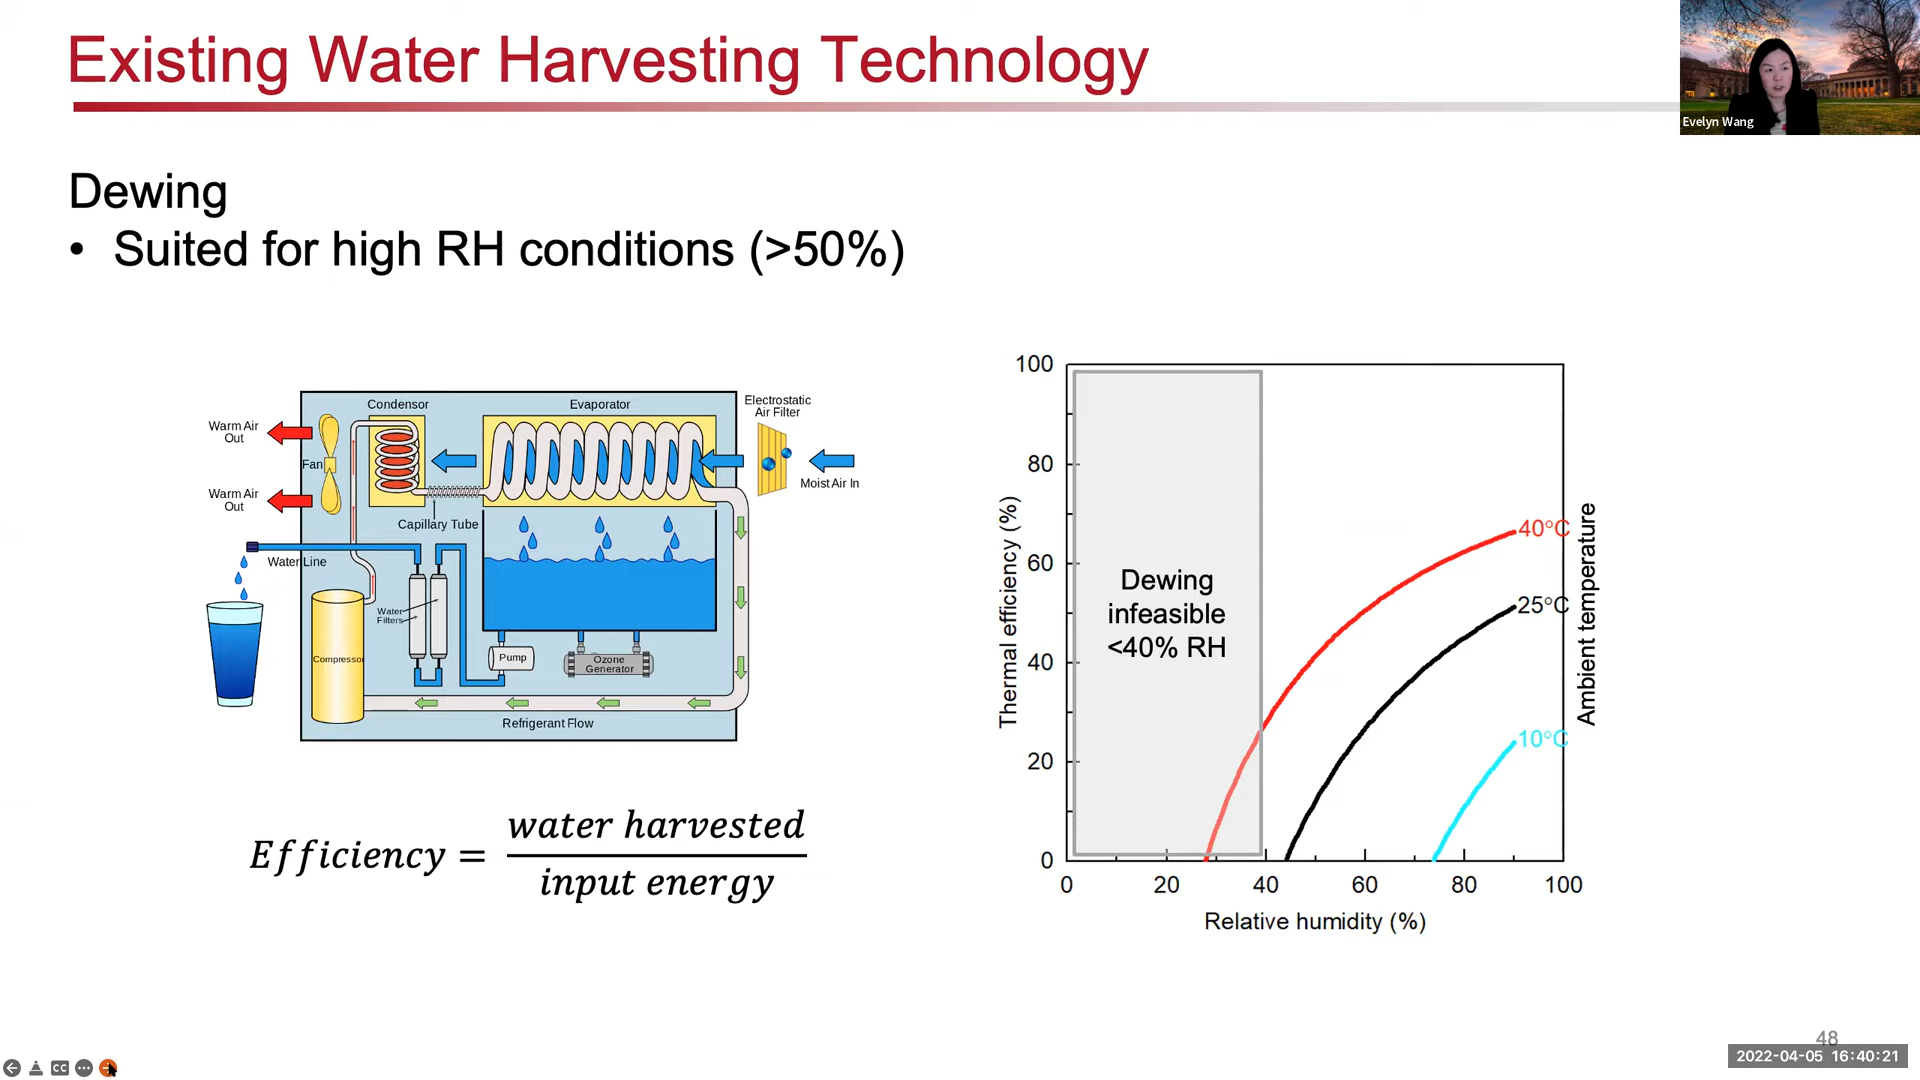 Existing Water Harvesting Technology
Evelyn Wang
Dewing
• Suited for high RH conditions (>50%)
Condensor
Evaporator
Electrostatic
Air Filter
Warm Air
Out
Fan
Moist Air In
Warm Air
Out
Capillary Tube
Water Line
Water
Filters
Compressor
Pump
Ozone
Generator
Refrigerant Flow
Efficiency = water harvested
input energy
100
80
60
40
20
0
Thermal efficiency (%)
Dewing
infeasible
<40% RH
40°C
25°C
10°C
Ambient temperature
0 20 40 60 80 100
Relative humidity (%)
48
2022-04-05 16:40:21
CC